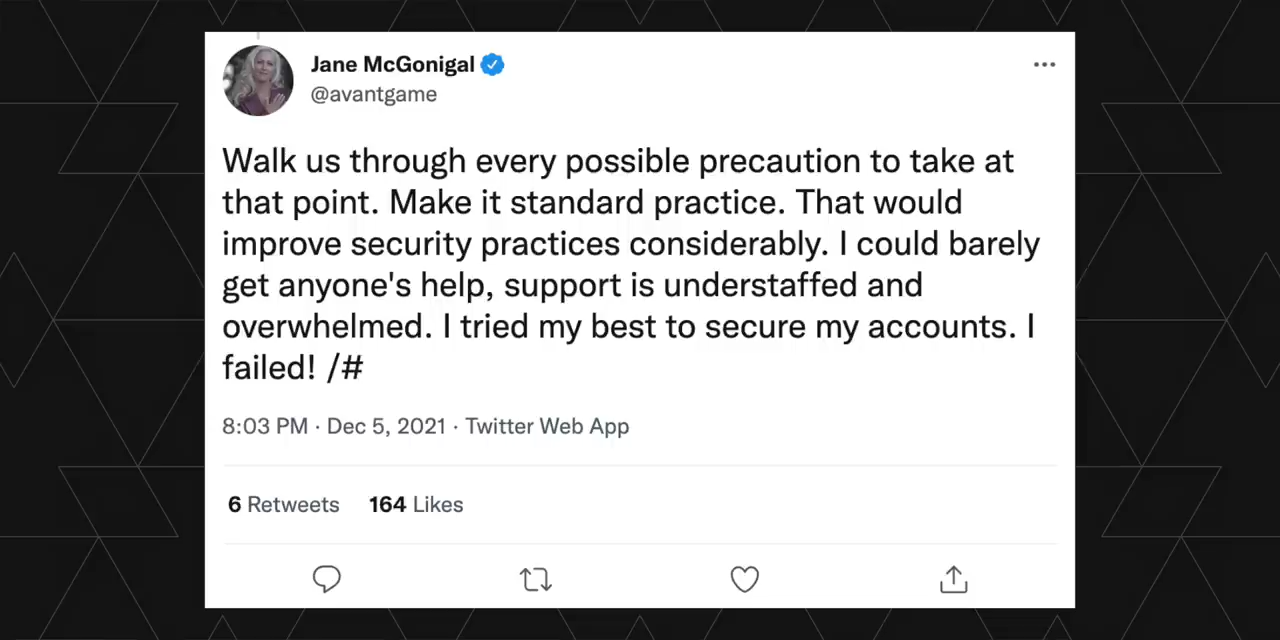 Jane McGonigal
@avantgame
Walk us through every possible precaution to take at
that point. Make it standard practice. That would
improve security practices considerably. I could barely
get anyone's help, support is understaffed and
overwhelmed. I tried my best to secure my accounts. I
failed! /#
8:03 PM · Dec 5, 2021 · Twitter Web App
6 Retweets 164 Likes